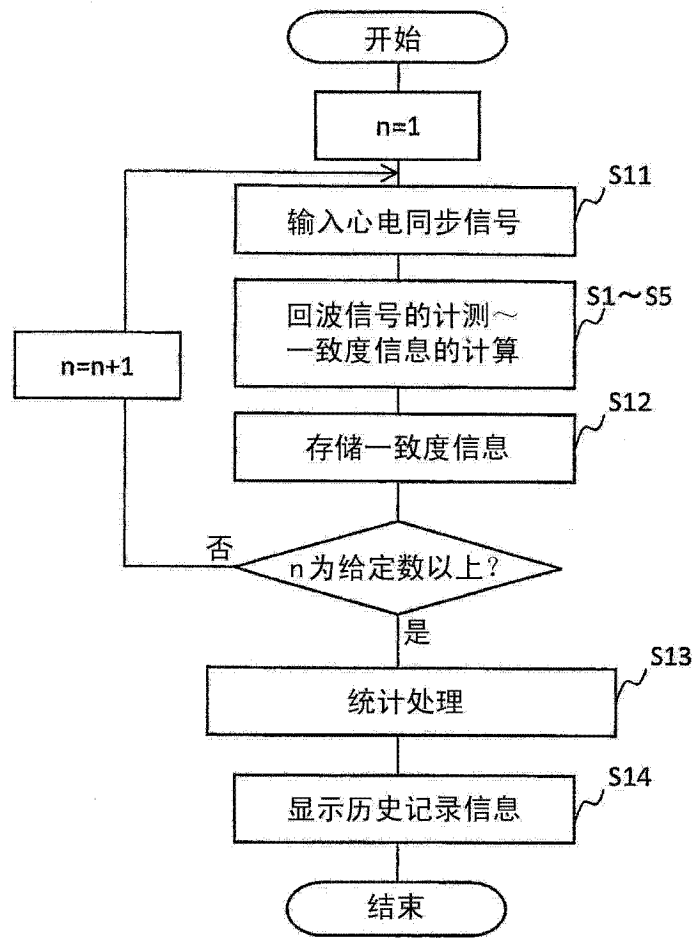 开始
n=1
S11
输入心电同步信号
S1～S5
回波信号的计测～
一致度信息的计算
n=n+1
S12
存储一致度信息
否
n为给定数以上?
是
S13
统计处理
S14
显示历史记录信息
结束